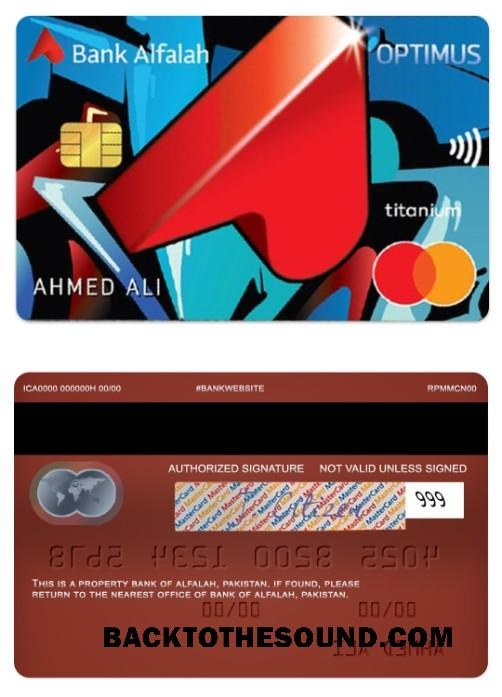 Bank Alfalah
OPTIMUS
titanium
AHMED ALI
ICA0000 000000H 00/00 #BANKWEBSITE RPMMCN00
AUTHORIZED SIGNATURE NOT VALID UNLESS SIGNED
999
THIS IS A PROPERTY BANK OF ALFALAH, PAKISTAN. IF FOUND, PLEASE
RETURN TO THE NEAREST OFFICE OF BANK OF ALFALAH, PAKISTAN.
00/00 00/00
BACKTOTHESOUND.COM
AHMED ALI